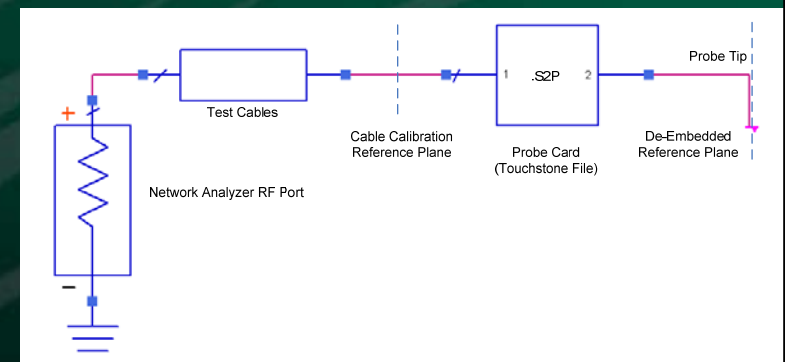 Probe Tip
1 .S2P 2
+
Test Cables
Cable Calibration
Reference Plane
Probe Card
(Touchstone File)
De-Embedded
Reference Plane
Network Analyzer RF Port
−